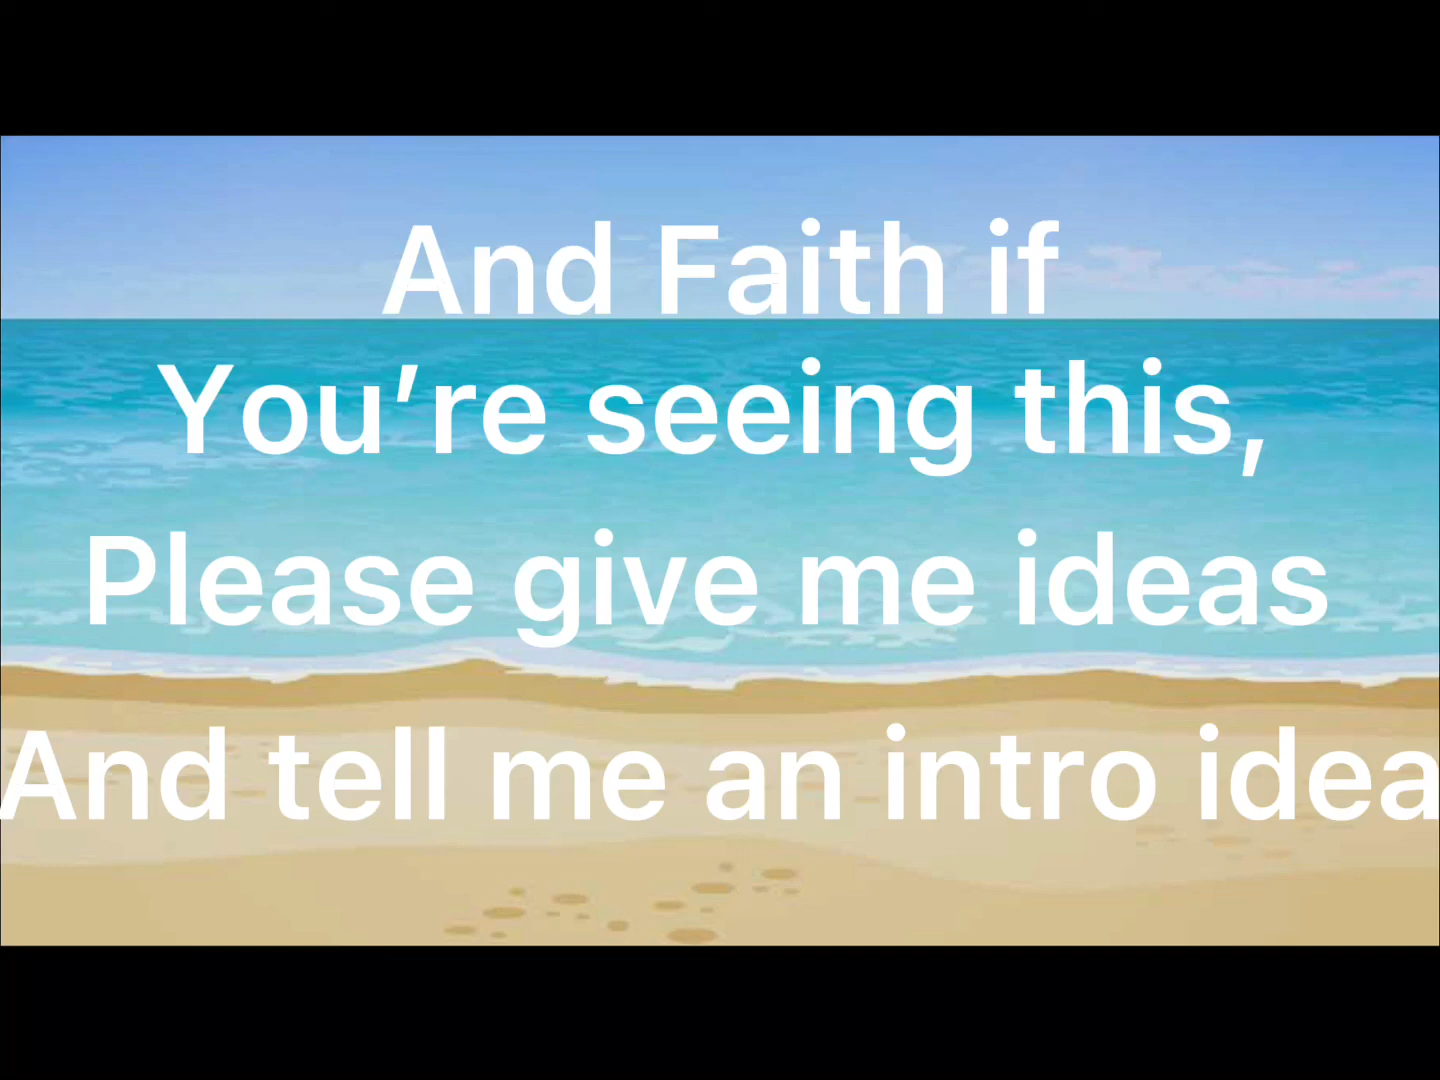 And Faith if
You’re seeing this,
Please give me ideas
And tell me an intro idea